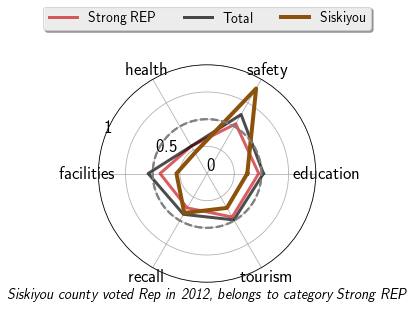 Strong REP Total Siskiyou
health safety
1
0.5
0
facilities education
recall tourism
Siskiyou county voted Rep in 2012, belongs to category Strong REP